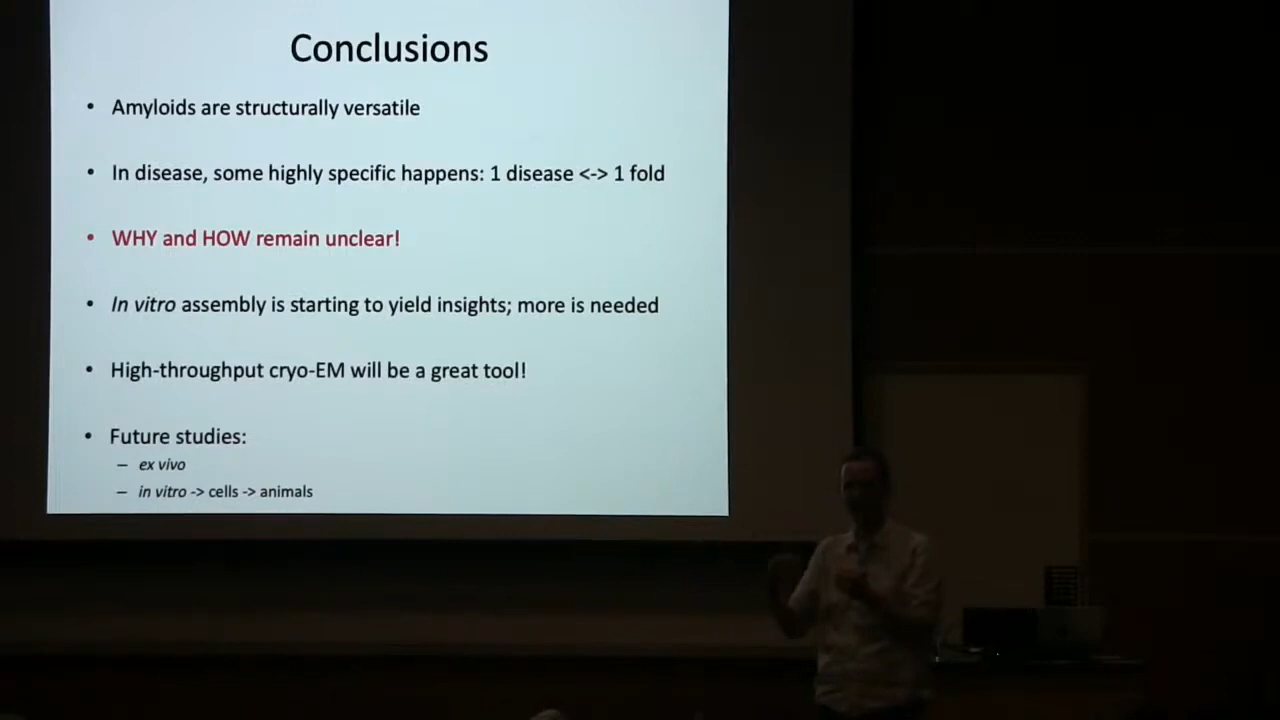 Conclusions
• Amyloids are structurally versatile
• In disease, some highly specific happens: 1 disease <-> 1 fold
• WHY and HOW remain unclear!
• In vitro assembly is starting to yield insights; more is needed
• High-throughput cryo-EM will be a great tool!
• Future studies:
– ex vivo
– in vitro -> cells -> animals